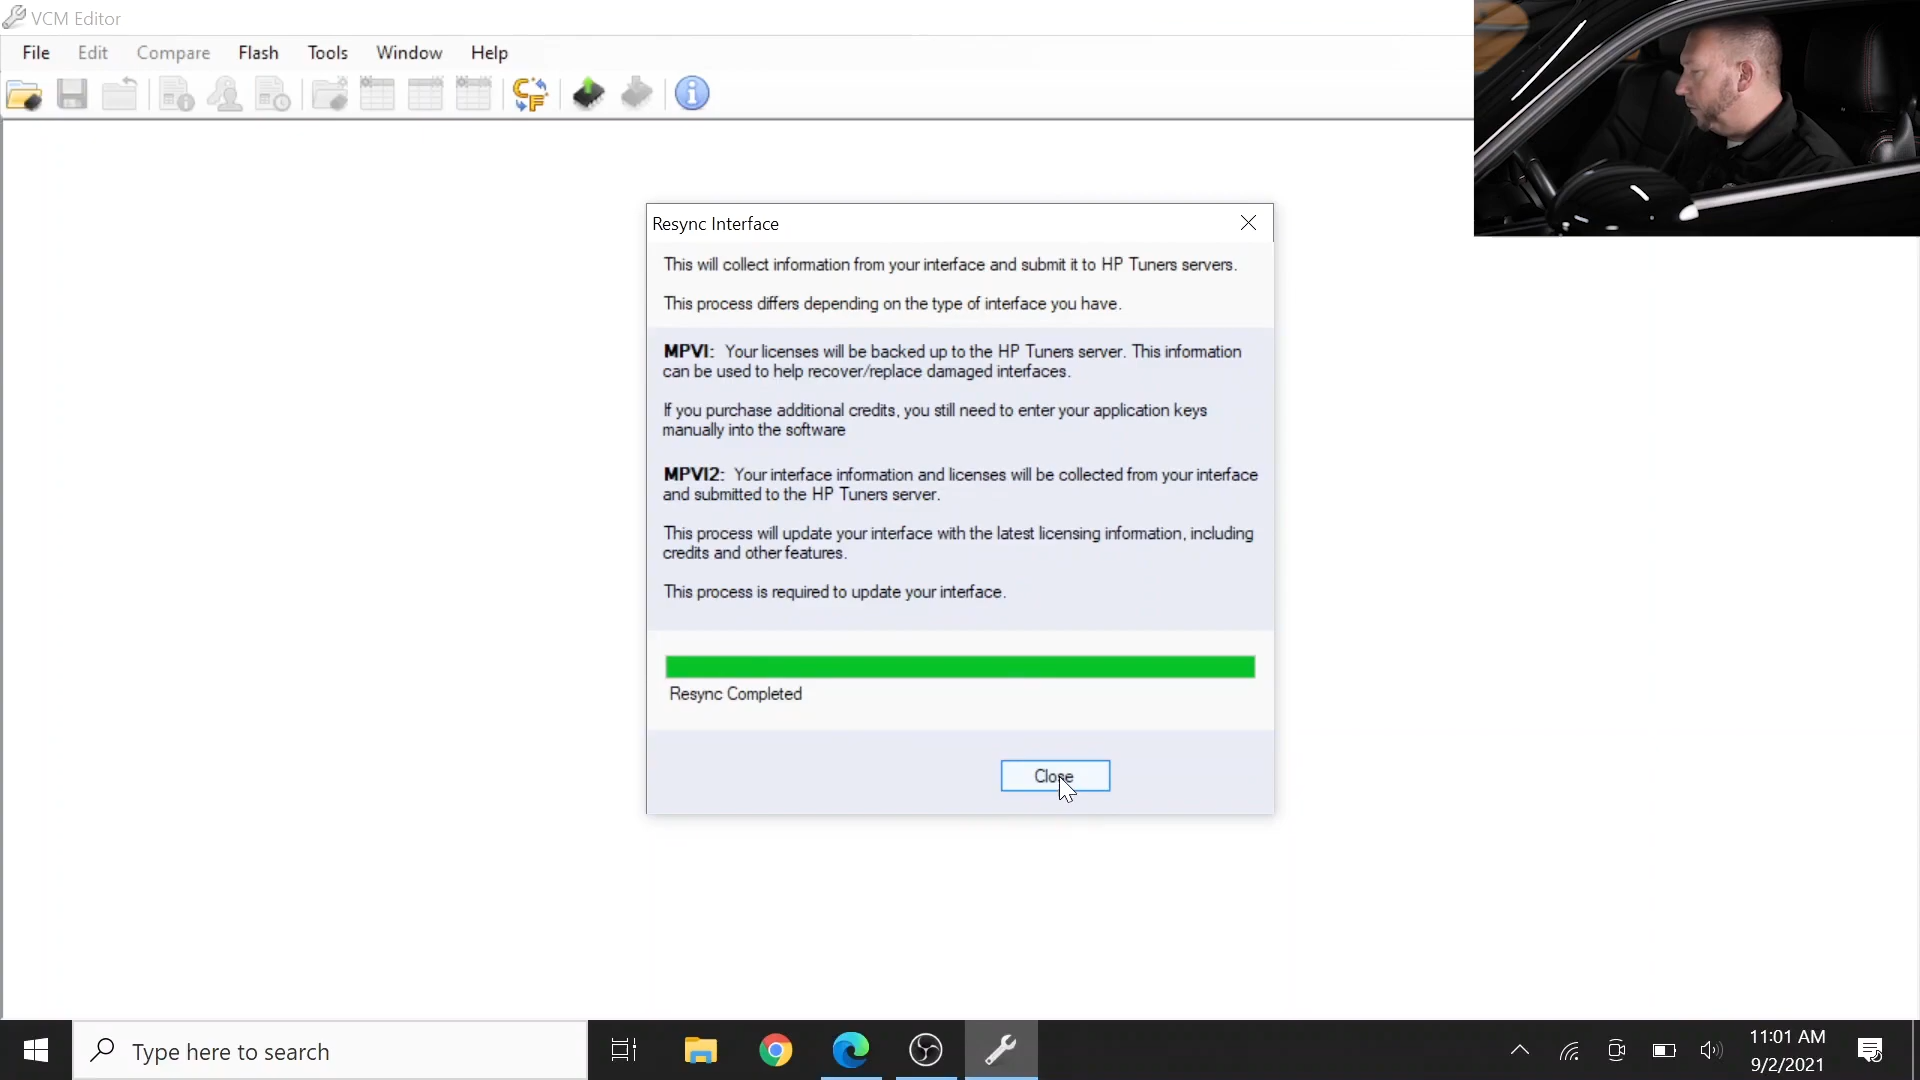 VCM Editor
File Edit Compare Flash Tools Window Help
Resync Interface
This will collect information from your interface and submit it to HP Tuners servers.
This process differs depending on the type of interface you have.
MPVI: Your licenses will be backed up to the HP Tuners server. This information
can be used to help recover/replace damaged interfaces.
If you purchase additional credits, you still need to enter your application keys
manually into the software
MPVI2: Your interface information and licenses will be collected from your interface
and submitted to the HP Tuners server.
This process will update your interface with the latest licensing information, including
credits and other features.
This process is required to update your interface.
Resync Completed
Close
Type here to search
11:01 AM
9/2/2021